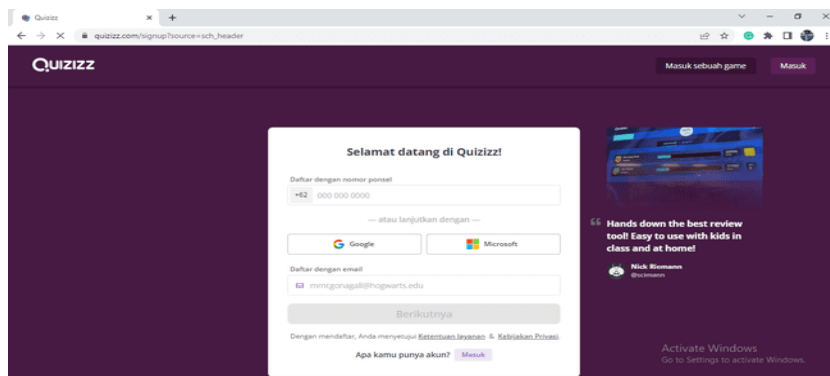 Quizizz
quizizz.com/signup?source=sch_header
QUIZIZZ
Masuk sebuah game
Masuk
Selamat datang di Quizizz!
Daftar dengan nomor ponsel
+62 000 000 0000
— atau lanjutkan dengan —
Google
Microsoft
Daftar dengan email
mmcgonagall@hogwarts.edu
Berikutnya
Dengan mendaftar, Anda menyetujui Ketentuan layanan & Kebijakan Privasi.
Apa kamu punya akun? Masuk
Hands down the best review
tool! Easy to use with kids in
class and at home!
Nick Riemann
@scimann
Activate Windows
Go to Settings to activate Windows.